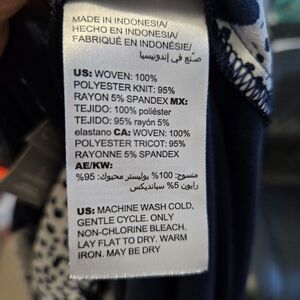 MADE IN INDONESIA/
HECHO EN INDONESIA/
FABRIQUÉ EN INDONÉSIE/
صنع في إندونيسيا
US: WOVEN: 100%
POLYESTER KNIT: 95%
RAYON 5% SPANDEX MX:
TEJIDO: 100% poliéster
TEJIDO: 95% rayón 5%
elastano CA: WOVEN: 100%
POLYESTER TRICOT: 95%
RAYONNE 5% SPANDEX
AE/KW:
منسوج: 100% بوليستر محبوك: 95%
رايون 5% سباندیکس
US: MACHINE WASH COLD,
GENTLE CYCLE. ONLY
NON-CHLORINE BLEACH.
LAY FLAT TO DRY. WARM
IRON. MAY BE DRY